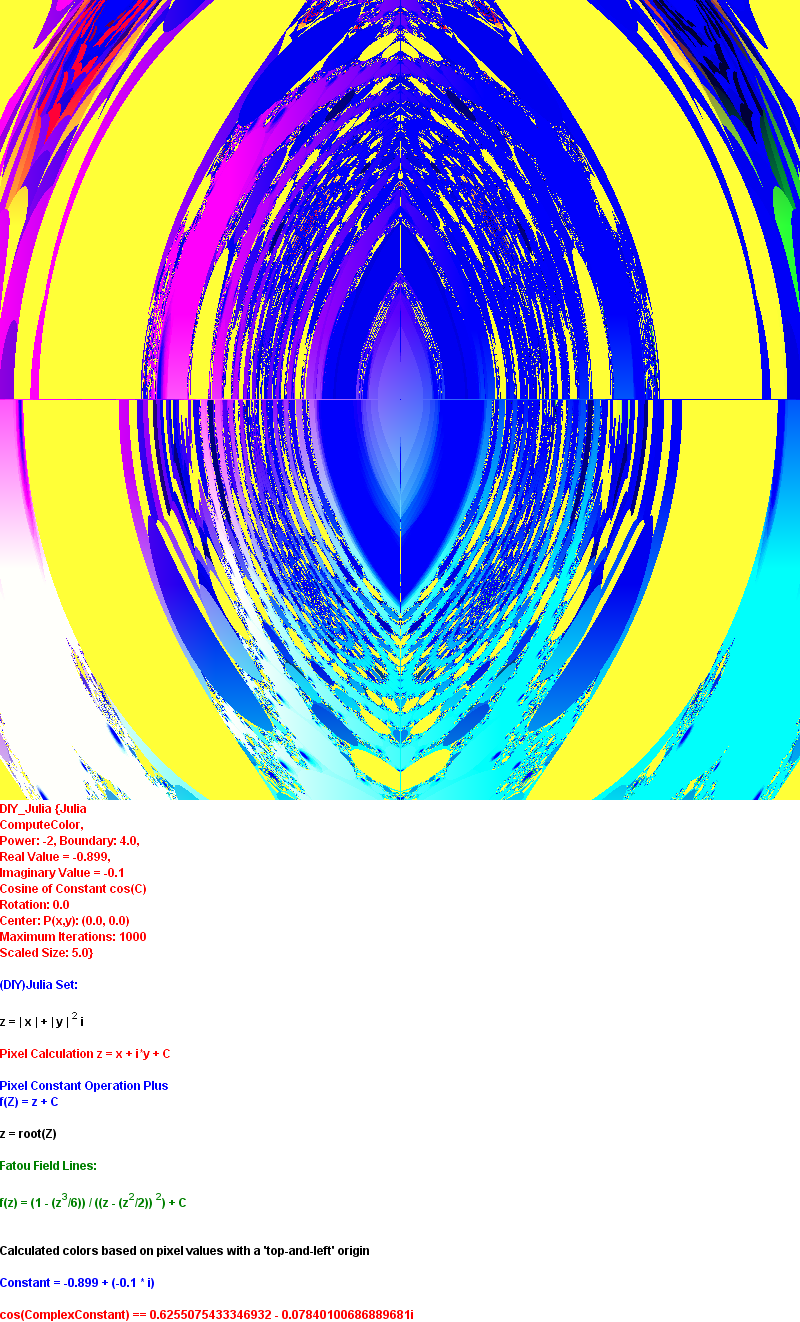 DIY_Julia {Julia
ComputeColor,
Power: -2, Boundary: 4.0,
Real Value = -0.899,
Imaginary Value = -0.1
Cosine of Constant cos(C)
Rotation: 0.0
Center: P(x,y): (0.0, 0.0)
Maximum Iterations: 1000
Scaled Size: 5.0}
(DIY)Julia Set:
z = | x | + | y | ² i
Pixel Calculation z = x + i*y + C
Pixel Constant Operation Plus
f(Z) = z + C
z = root(Z)
Fatou Field Lines:
f(z) = (1 - (z³/6)) / ((z - (z²/2)) ²) + C
Calculated colors based on pixel values with a 'top-and-left' origin
Constant = -0.899 + (-0.1 * i)
cos(ComplexConstant) == 0.6255075433346932 - 0.07840100686889681i